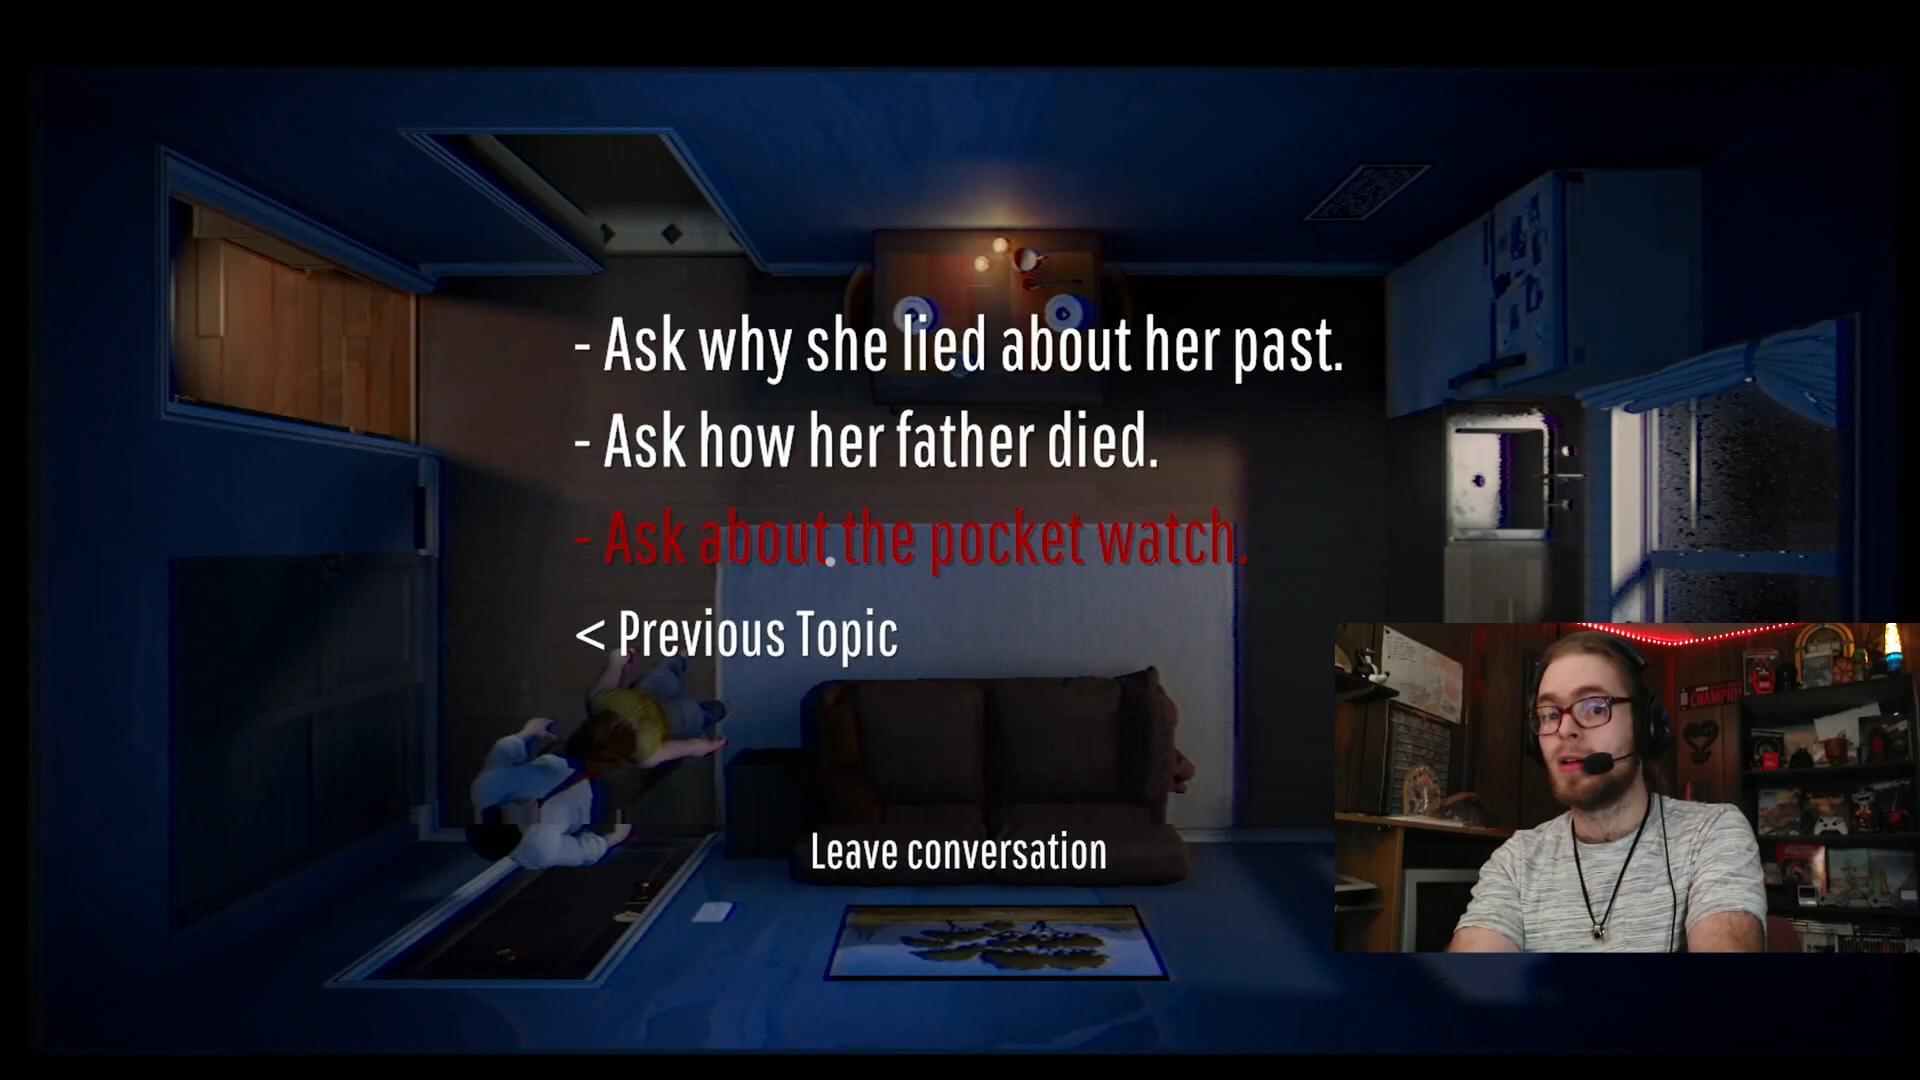 - Ask why she lied about her past.
- Ask how her father died.
- Ask about the pocket watch.
< Previous Topic
Leave conversation